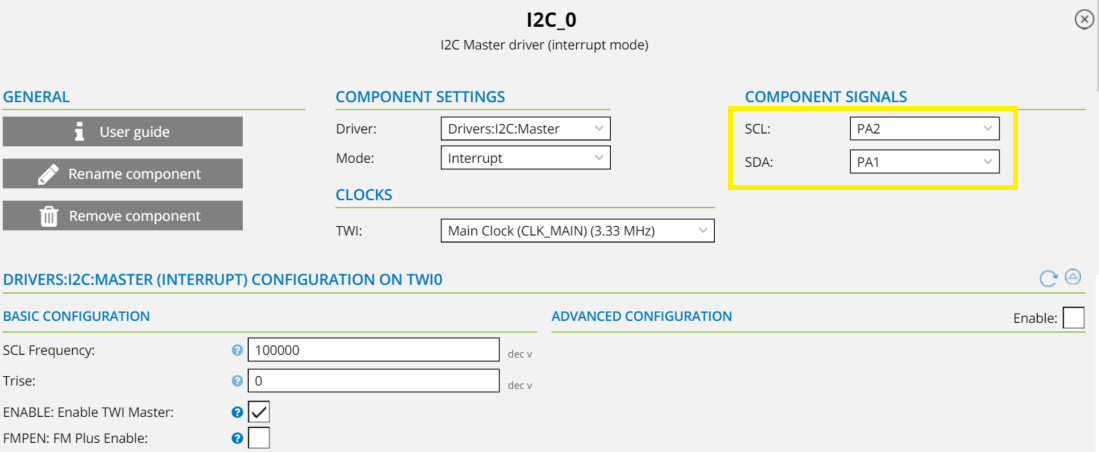 I2C_0
I2C Master driver (interrupt mode)
GENERAL
User guide
Rename component
Remove component
COMPONENT SETTINGS
Driver: Drivers:I2C:Master
Mode: Interrupt
CLOCKS
TWI: Main Clock (CLK_MAIN) (3.33 MHz)
COMPONENT SIGNALS
SCL: PA2
SDA: PA1
DRIVERS:I2C:MASTER (INTERRUPT) CONFIGURATION ON TWI0
BASIC CONFIGURATION
SCL Frequency: ? 100000 dec v
Trise: ? 0 dec v
ENABLE: Enable TWI Master: ?
FMPEN: FM Plus Enable: ?
ADVANCED CONFIGURATION
Enable: